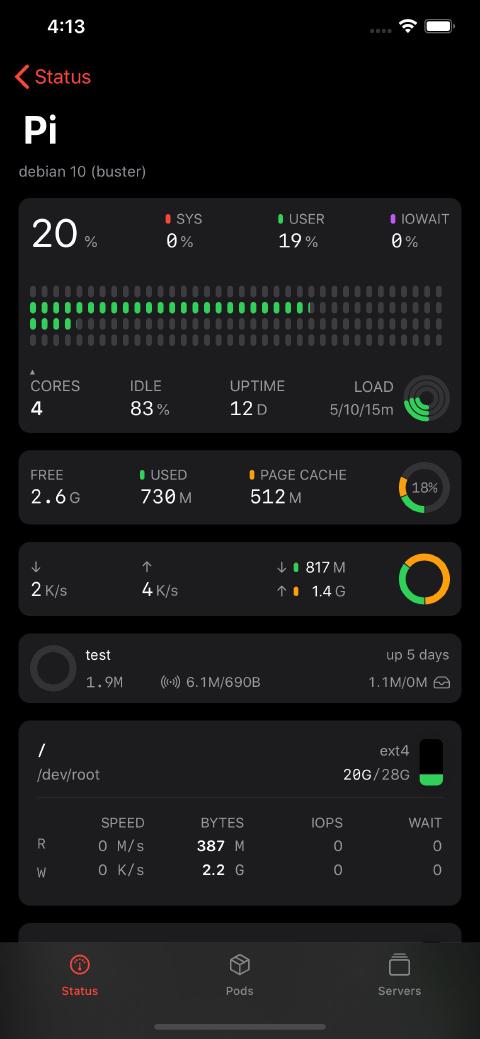 4:13
Status
Pi
debian 10 (buster)
20 % SYS 0% USER 19% IOWAIT 0%
CORES IDLE UPTIME LOAD
4 83% 12 D 5/10/15m
FREE USED PAGE CACHE
2.6 G 730 M 512 M 18%
↓ ↑ ↓ 817 M
2 K/s 4 K/s ↑ 1.4 G
test up 5 days
1.9M 6.1M/690B 1.1M/0M
/ ext4
/dev/root 20G/28G
SPEED BYTES IOPS WAIT
R 0 M/s 387 M 0 0
W 0 K/s 2.2 G 0 0
Status Pods Servers